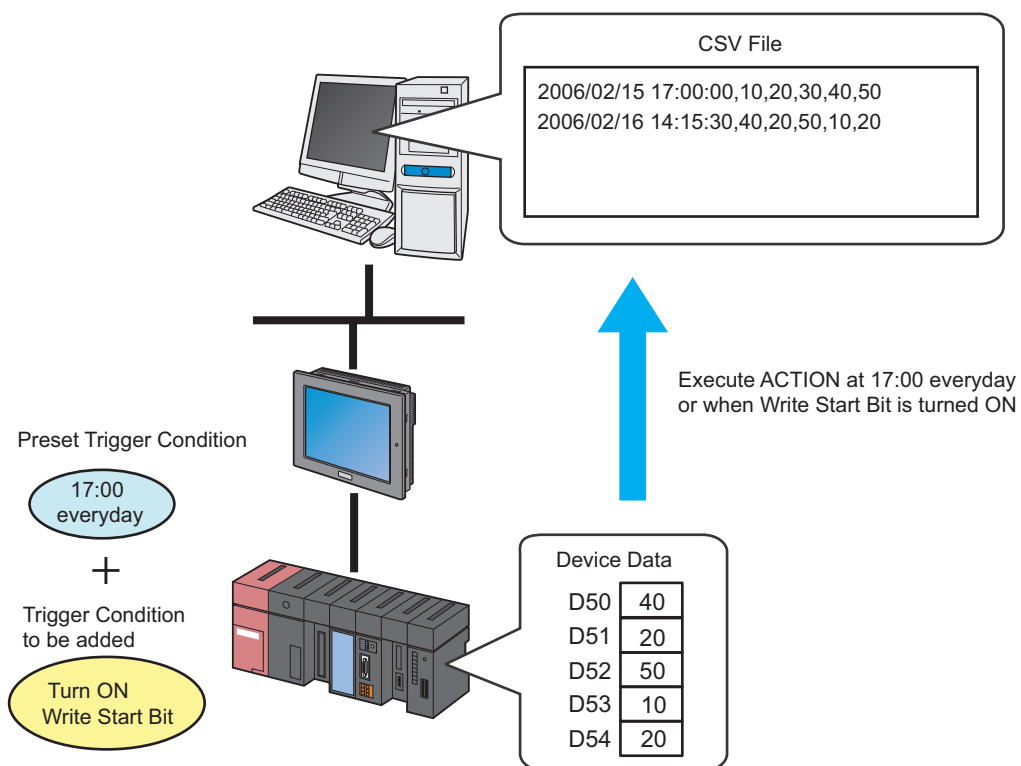 CSV File
2006/02/15 17:00:00,10,20,30,40,50
2006/02/16 14:15:30,40,20,50,10,20
Execute ACTION at 17:00 everyday
or when Write Start Bit is turned ON
Preset Trigger Condition
17:00
everyday
+
Trigger Condition
to be added
Turn ON
Write Start Bit
Device Data
D50 40
D51 20
D52 50
D53 10
D54 20